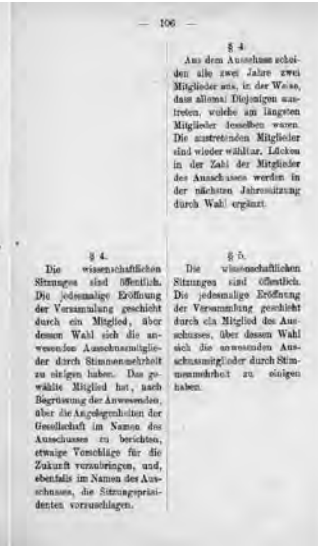 — 106 —
§ 4.
Aus dem Ausschuss schei-
den alle zwei Jahre zwei
Mitglieder aus, in der Weise,
dass allemal Diejenigen aus-
treten, welche am längsten
Mitglieder desselben waren.
Die austretenden Mitglieder
sind wieder wählbar. Lücken
in der Zahl der Mitglieder
des Ausschusses werden in
der nächsten Jahressitzung
durch Wahl ergänzt.
§ 4.
Die wissenschaftlichen
Sitzungen sind öffentlich.
Die jedesmalige Eröffnung
der Versammlung geschieht
durch ein Mitglied, über
dessen Wahl sich die an-
wesenden Ausschussmitglie-
der durch Stimmenmehrheit
zu einigen haben. Das ge-
wählte Mitglied hat, nach
Begrüssung der Anwesenden,
über die Angelegenheiten der
Gesellschaft im Namen des
Ausschusses zu berichten,
etwaige Vorschläge für die
Zukunft vorzubringen, und,
ebenfalls im Namen des Aus-
schusses, die Sitzungspräsi-
denten vorzuschlagen.
§ 5.
Die wissenschaftlichen
Sitzungen sind öffentlich.
Die jedesmalige Eröffnung
der Versammlung geschieht
durch ein Mitglied des Aus-
schusses, über dessen Wahl
sich die anwesenden Aus-
schussmitglieder durch Stim-
menmehrheit zu einigen
haben.